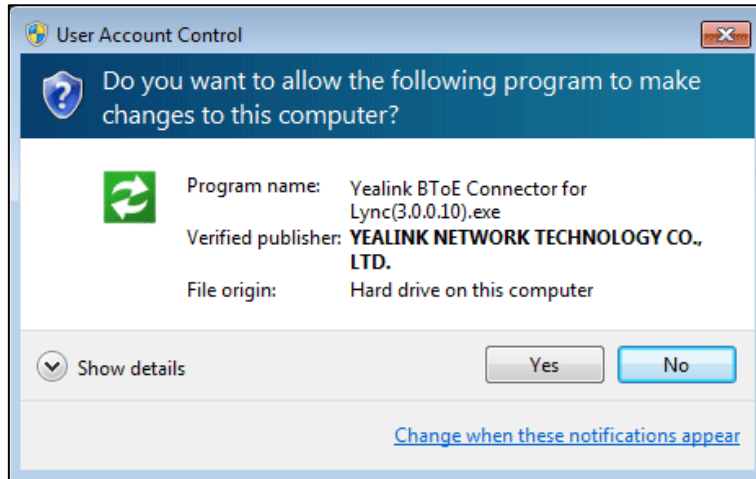 User Account Control
Do you want to allow the following program to make
changes to this computer?
Program name: Yealink BToE Connector for
Lync(3.0.0.10).exe
Verified publisher: YEALINK NETWORK TECHNOLOGY CO.,
LTD.
File origin: Hard drive on this computer
Show details
Yes
No
Change when these notifications appear